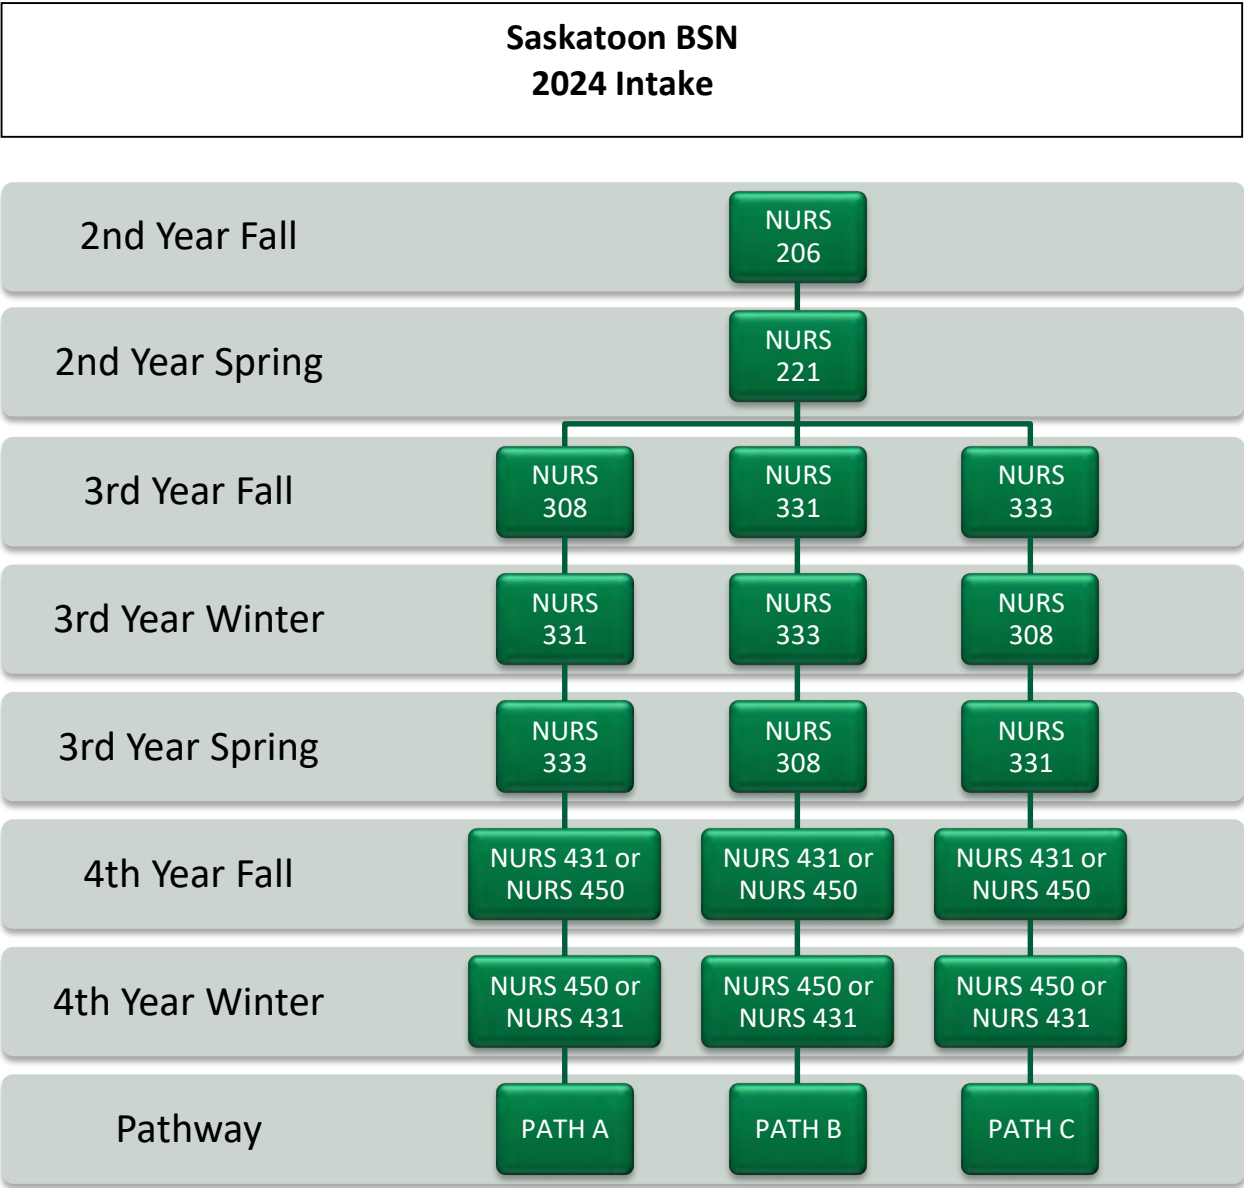 Saskatoon BSN
2024 Intake
2nd Year Fall
NURS
206
2nd Year Spring
NURS
221
3rd Year Fall
NURS
308
NURS
331
NURS
333
3rd Year Winter
NURS
331
NURS
333
NURS
308
3rd Year Spring
NURS
333
NURS
308
NURS
331
4th Year Fall
NURS 431 or
NURS 450
NURS 431 or
NURS 450
NURS 431 or
NURS 450
4th Year Winter
NURS 450 or
NURS 431
NURS 450 or
NURS 431
NURS 450 or
NURS 431
Pathway
PATH A
PATH B
PATH C